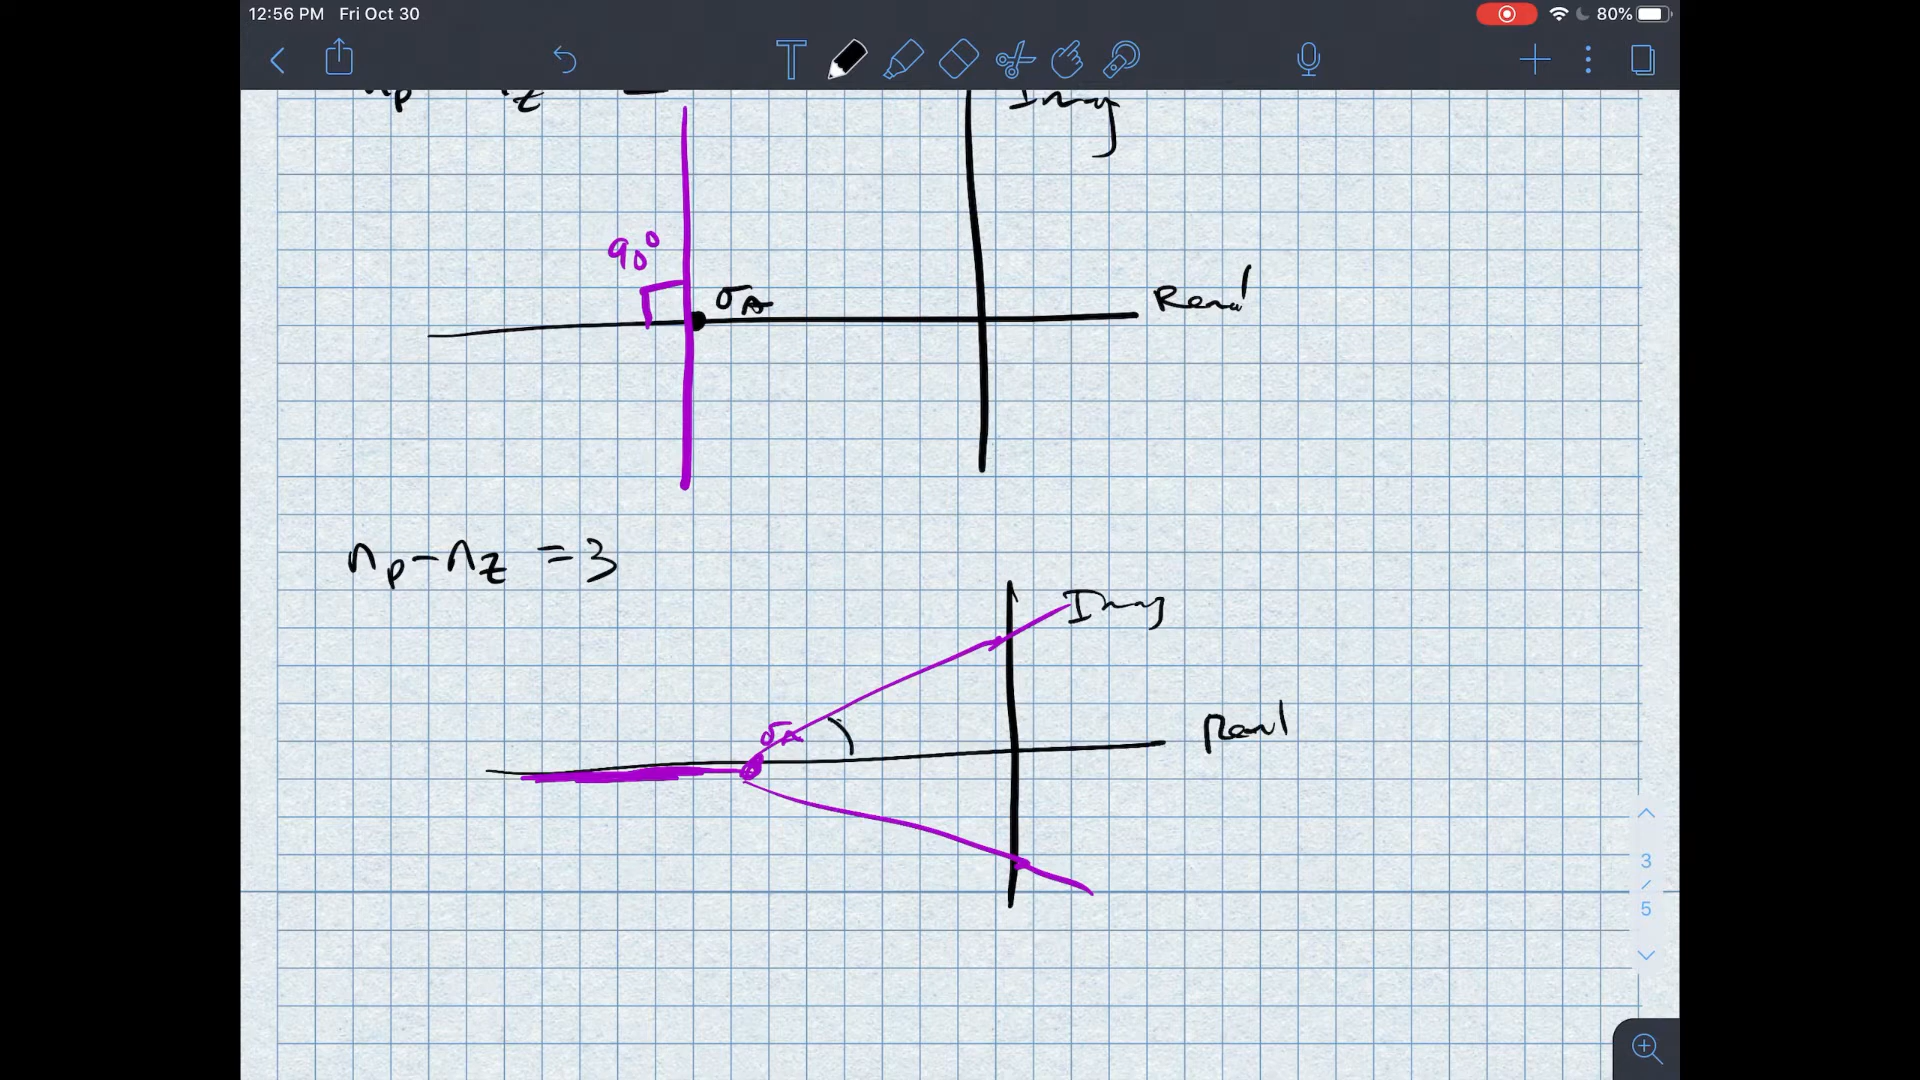 12:56 PM Fri Oct 30
80%
Imag
90°
σA
Real
np-nz =3
Imag
σA
Real
3
/
5